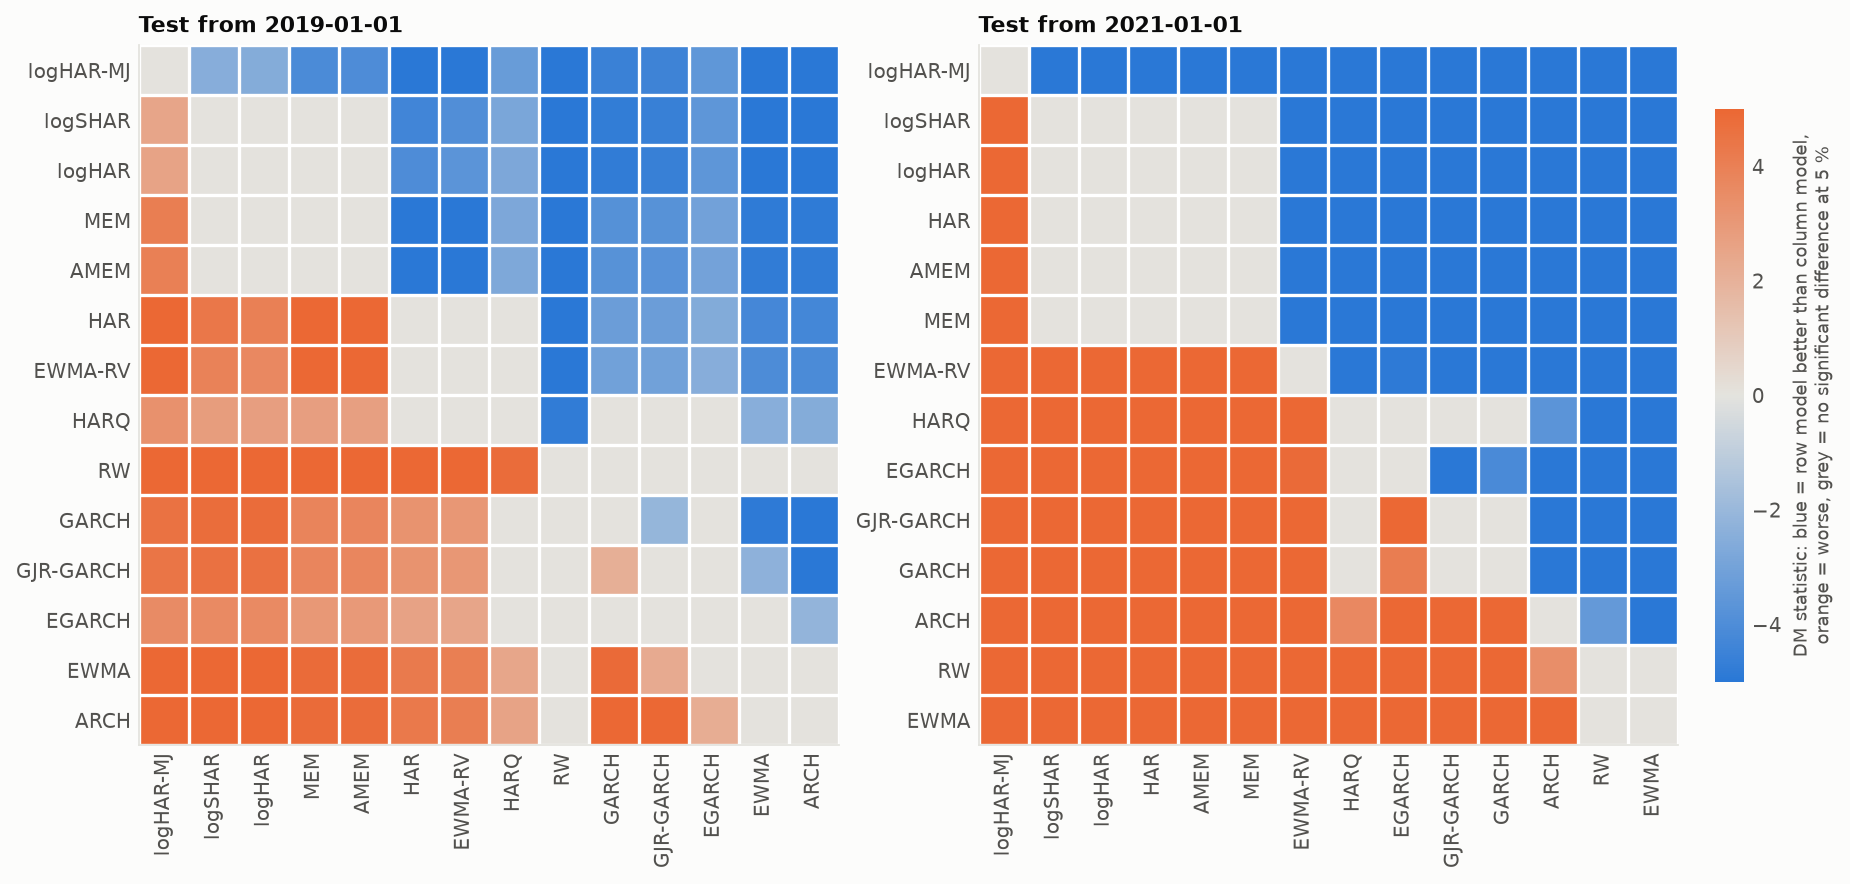 Test from 2019-01-01
logHAR-MJ
logSHAR
logHAR
MEM
AMEM
HAR
EWMA-RV
HARQ
RW
GARCH
GJR-GARCH
EGARCH
EWMA
ARCH
logHAR-MJ
logSHAR
logHAR
MEM
AMEM
HAR
EWMA-RV
HARQ
RW
GARCH
GJR-GARCH
EGARCH
EWMA
ARCH
Test from 2021-01-01
logHAR-MJ
logSHAR
logHAR
HAR
AMEM
MEM
EWMA-RV
HARQ
EGARCH
GJR-GARCH
GARCH
ARCH
RW
EWMA
logHAR-MJ
logSHAR
logHAR
HAR
AMEM
MEM
EWMA-RV
HARQ
EGARCH
GJR-GARCH
GARCH
ARCH
RW
EWMA
4
2
0
−2
−4
DM statistic: blue = row model better than column model,
orange = worse, grey = no significant difference at 5 %